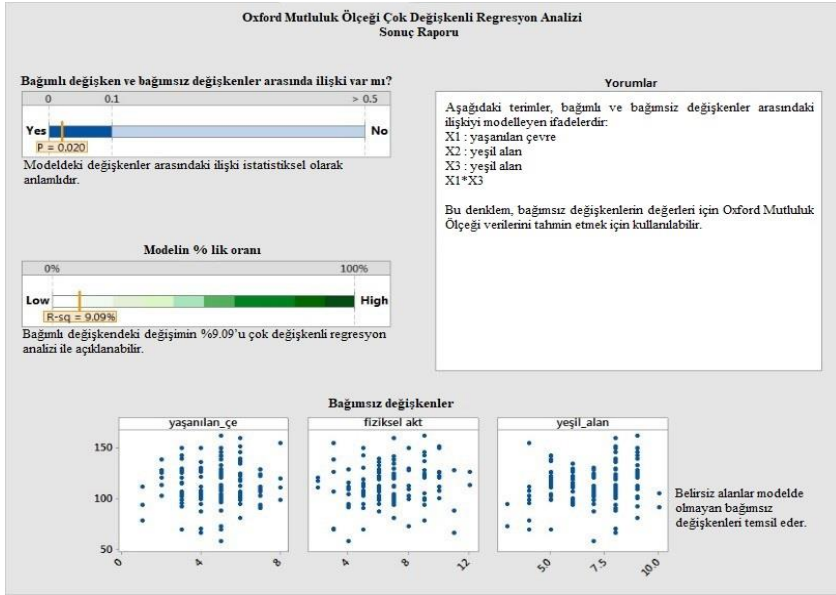 Oxford Mutluluk Ölçeği Çok Değişkenli Regresyon Analizi
Sonuç Raporu
Bağımlı değişken ve bağımsız değişkenler arasında ilişki var mı?
0 0.1 > 0.5
Yes No
P = 0.020
Modeldeki değişkenler arasındaki ilişki istatistiksel olarak
anlamlıdır.
Modelin % lik oranı
0% 100%
Low High
R-sq = 9.09%
Bağımlı değişkendeki değişimin %9.09'u çok değişkenli regresyon
analizi ile açıklanabilir.
Yorumlar
Aşağıdaki terimler, bağımlı ve bağımsiz değişkenler arasındaki
ilişkiyi modelleyen ifadelerdir:
X1 : yaşanılan çevre
X2 : yeşil alan
X3 : yeşil alan
X1*X3
Bu denklem, bağımsız değişkenlerin değerleri için Oxford Mutluluk
Ölçeği verilerini tahmin etmek için kullanılabilir.
Bağımsız değişkenler
yaşanılan_çe fiziksel akt yeşil_alan
150
100
50
0 4 8 4 8 12 5.0 7.5 10.0
Belirsiz alanlar modelde
olmayan bağımsız
değişkenleri temsil eder.